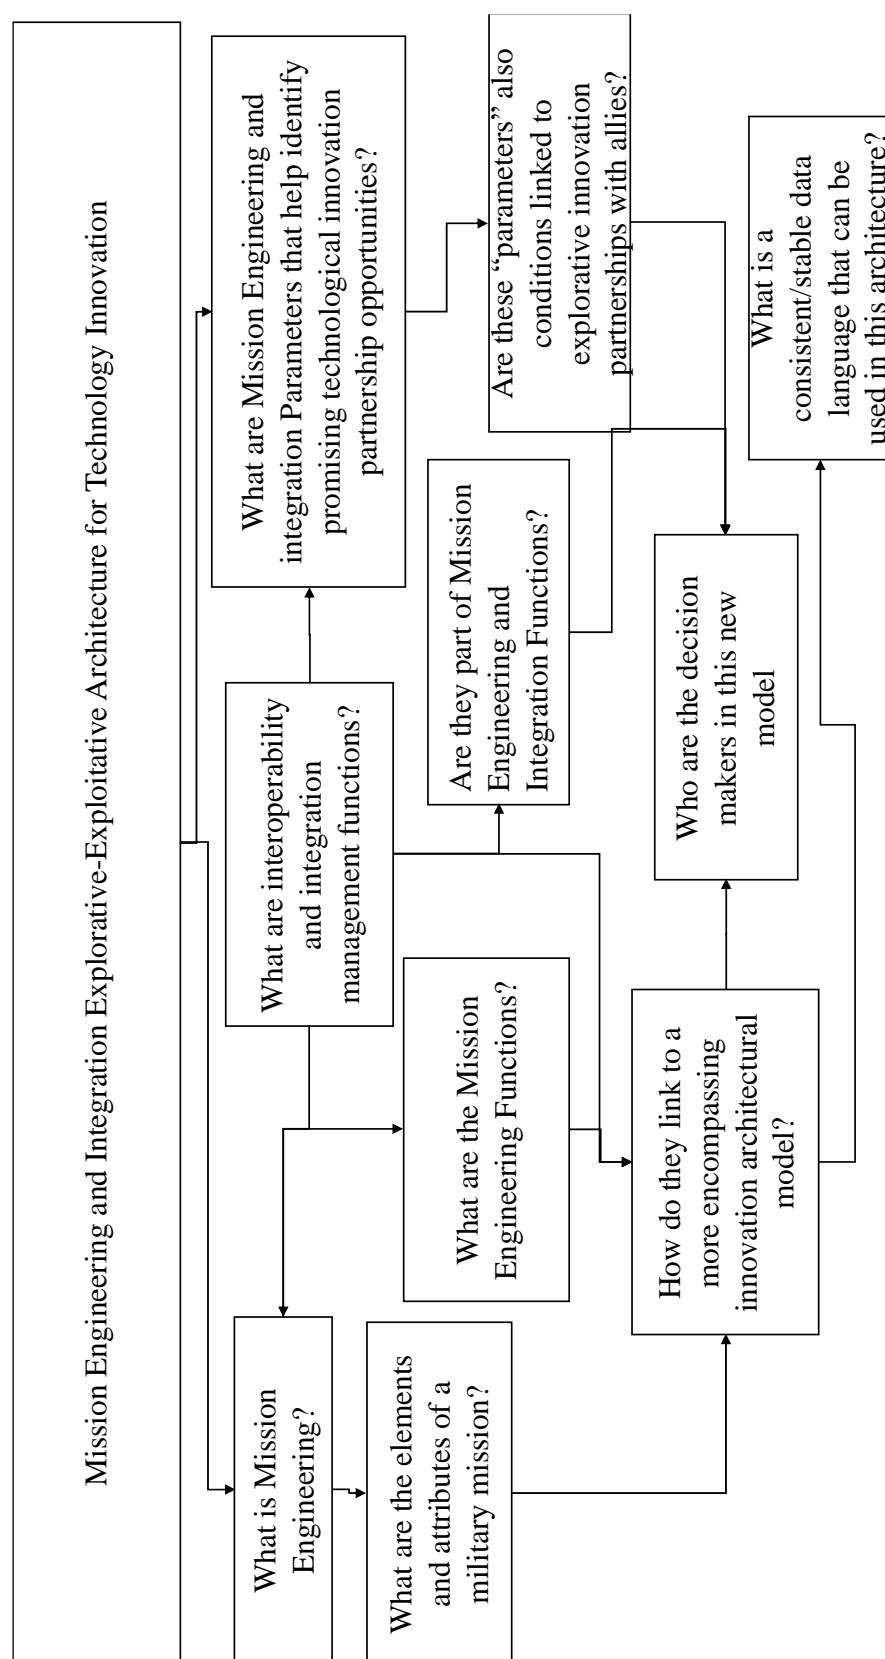 Mission Engineering and Integration Explorative-Exploitative Architecture for Technology Innovation
What is Mission
Engineering?
What are interoperability
and integration
management functions?
What are Mission Engineering and
integration Parameters that help identify
promising technological innovation
partnership opportunities?
What are the elements
and attributes of a
military mission?
What are the Mission
Engineering Functions?
Are they part of Mission
Engineering and
Integration Functions?
Are these “parameters” also
conditions linked to
explorative innovation
partnerships with allies?
How do they link to a
more encompassing
innovation architectural
model?
Who are the decision
makers in this new
model
What is a
consistent/stable data
language that can be
used in this architecture?